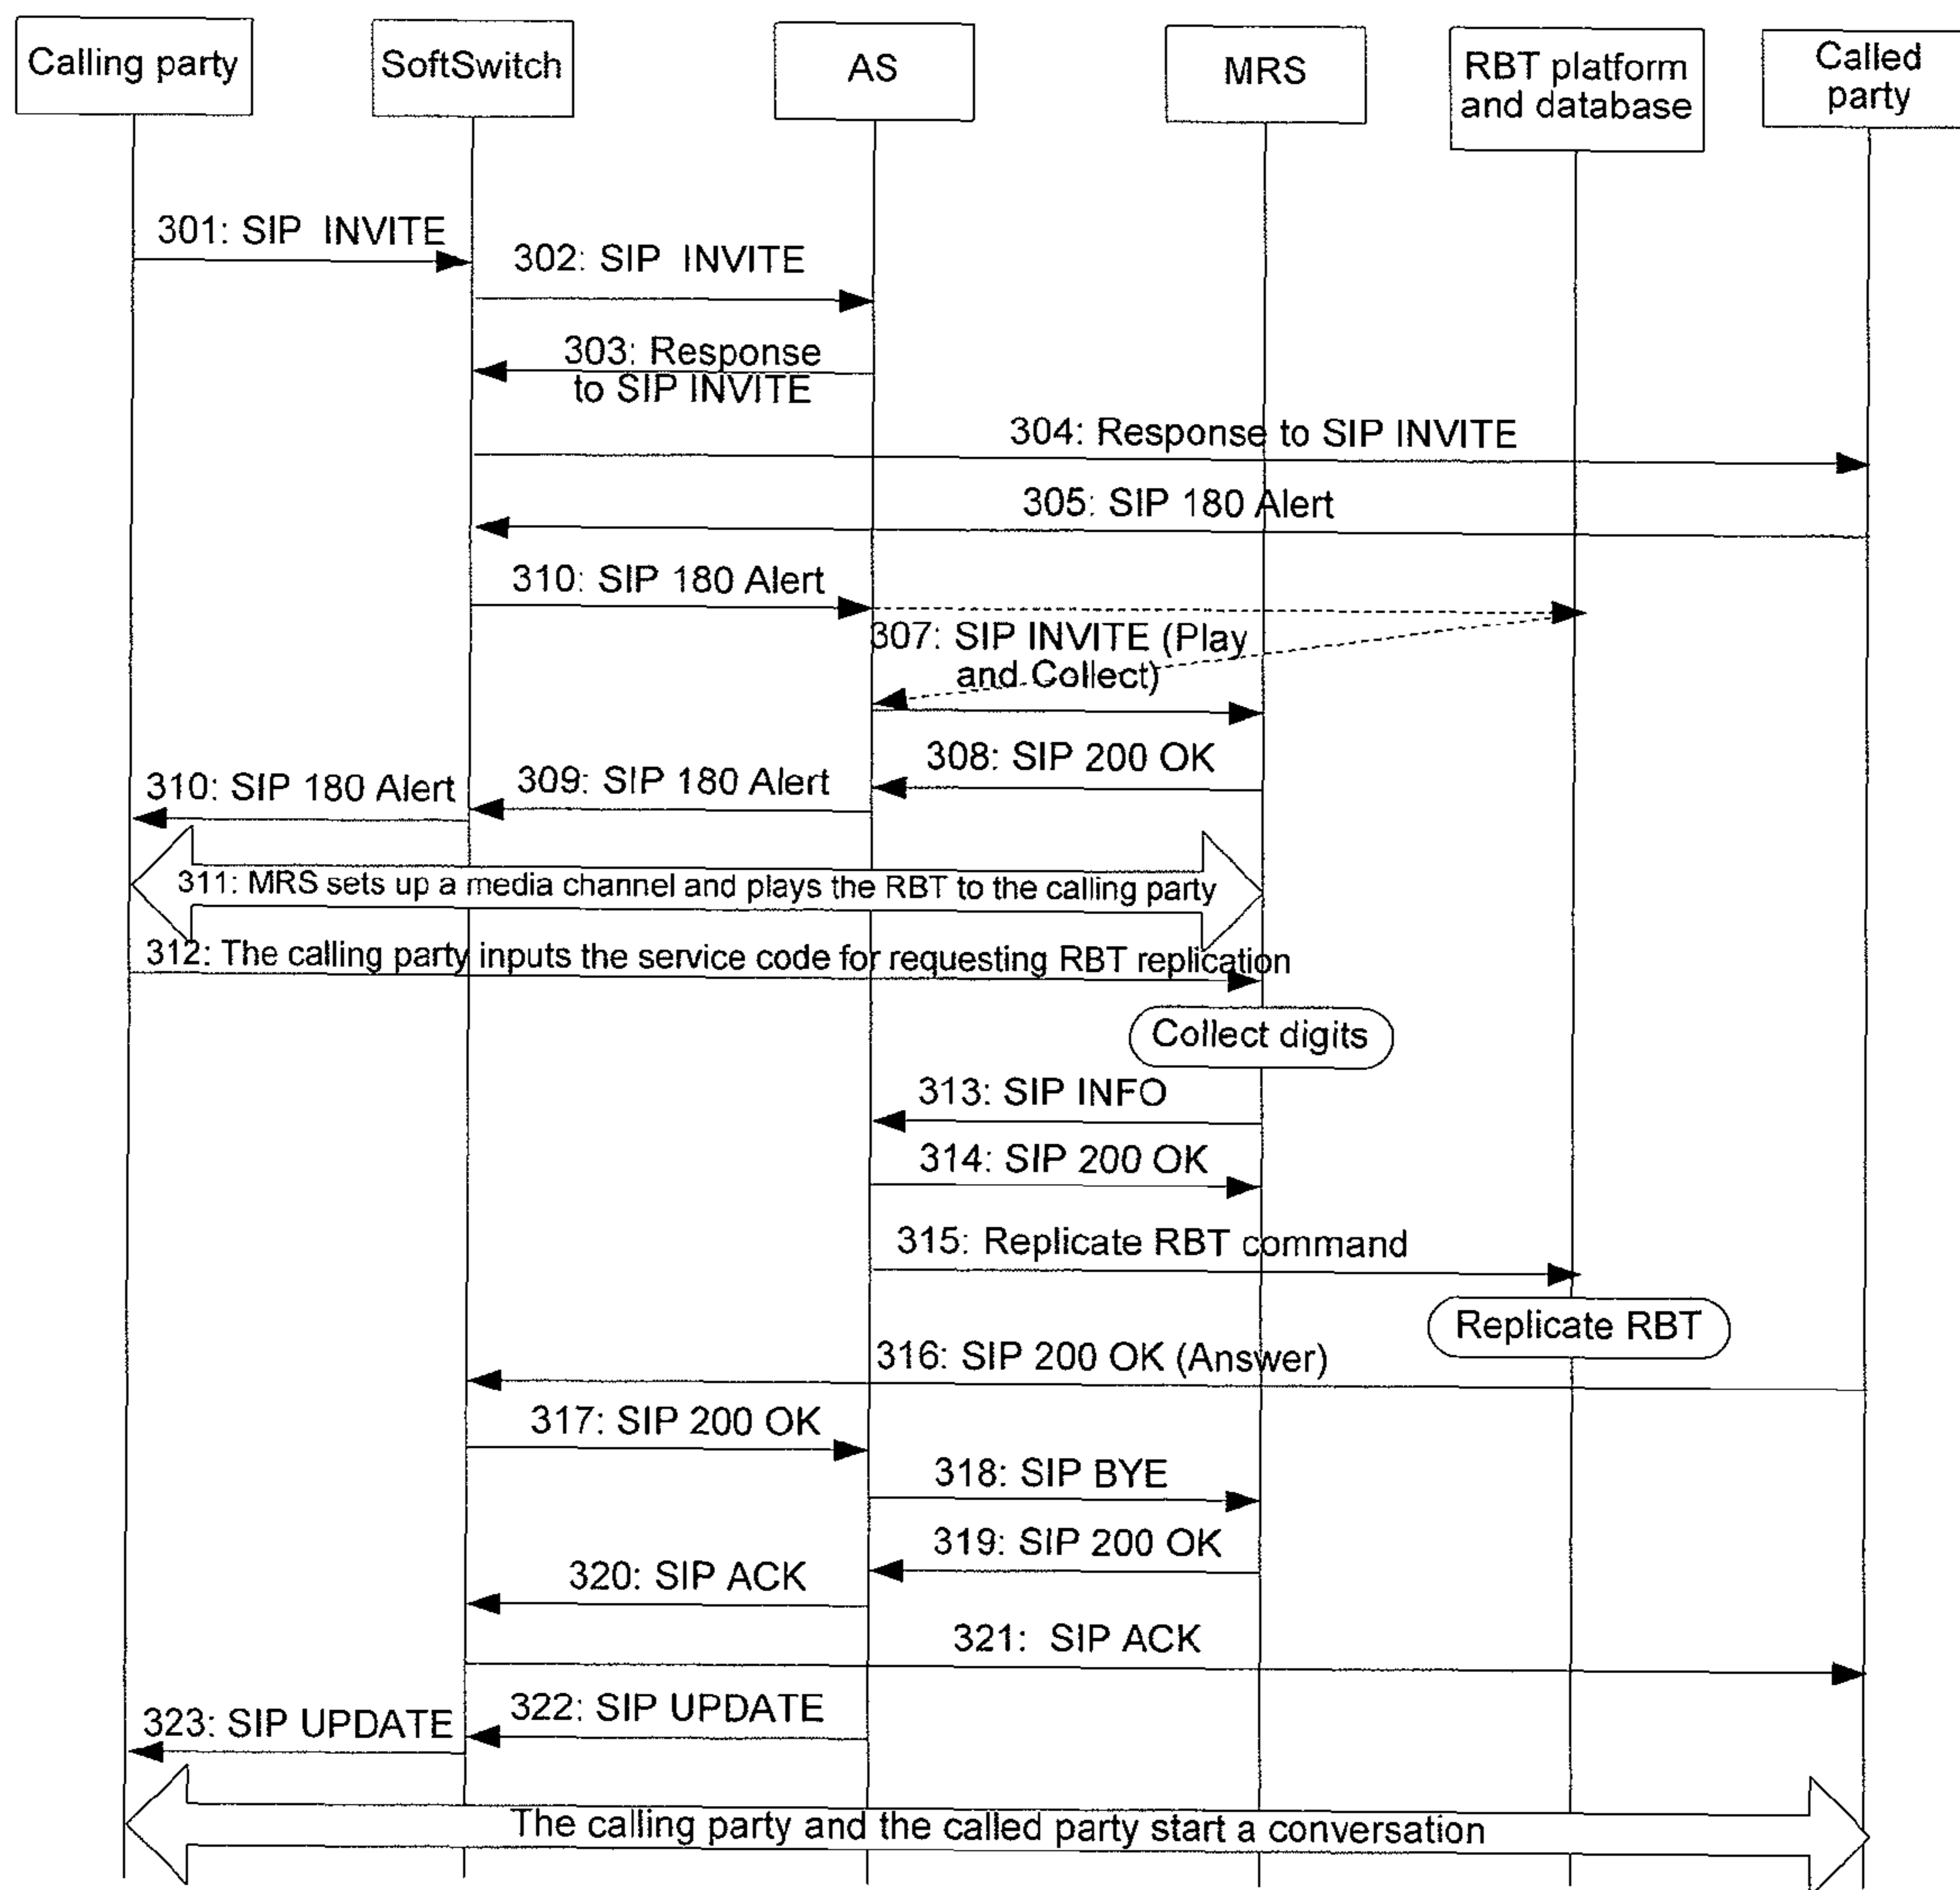 Calling party
SoftSwitch
AS
MRS
RBT platform
and database
Called
party
301: SIP INVITE
302: SIP INVITE
303: Response
to SIP INVITE
304: Response to SIP INVITE
305: SIP 180 Alert
310: SIP 180 Alert
307: SIP INVITE (Play
and Collect)
308: SIP 200 OK
309: SIP 180 Alert
310: SIP 180 Alert
311: MRS sets up a media channel and plays the RBT to the calling party
312: The calling party inputs the service code for requesting RBT replication
Collect digits
313: SIP INFO
314: SIP 200 OK
315: Replicate RBT command
Replicate RBT
316: SIP 200 OK (Answer)
317: SIP 200 OK
318: SIP BYE
319: SIP 200 OK
320: SIP ACK
321: SIP ACK
322: SIP UPDATE
323: SIP UPDATE
The calling party and the called party start a conversation